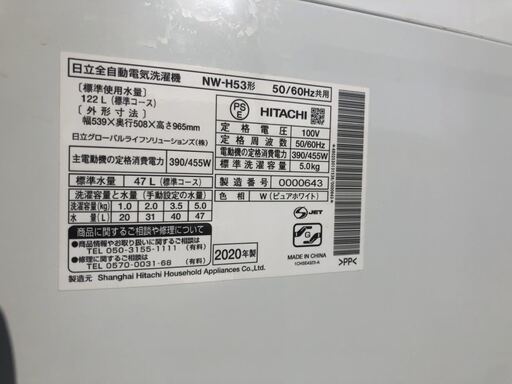 日立全自動電気洗濯機 NW-H53形 50/60Hz共用
〔標準使用水量〕
122 L (標準コース)
〔外形寸法〕
幅539×奥行508×高さ965mm
日立グローバルライフソリューションズ(株)
PS
E
HITACHI
定格電圧 100V
定格周波数 50/60Hz
電動機の定格消費電力 390/455W
標準洗濯容量 5.0kg
主電動機の定格消費電力 390/455W
標準水量 47 L (標準コース)
製造番号 0000643
洗濯容量と水量 (手動設定の水量)
洗濯容量(kg) 1.0 2.0 3.5 5.0
水量(L) 20 31 40 47
色相 W (ピュアホワイト)
商品に関するご相談や修理について
●商品情報やお取り扱いに関するご相談は
TEL 050-3155-1111 (有料)
●修理に関するご相談は
TEL 0570-0031-68 (有料)
2020年製
S JET
MADE IN CHINA
>PP<
製造元 Shanghai Hitachi Household Appliances Co.,Ltd.